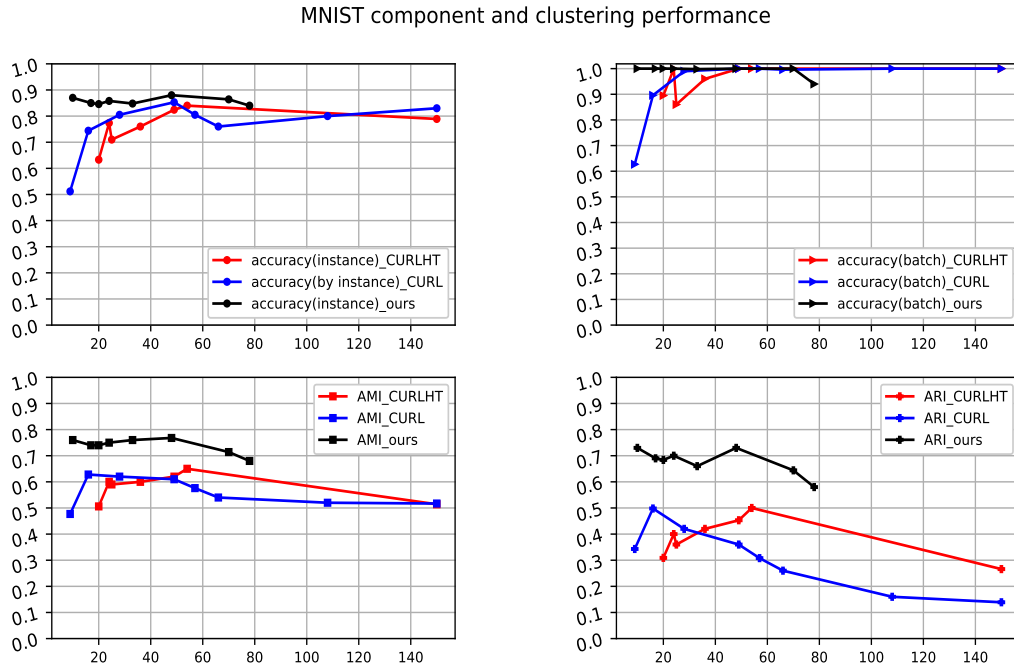 MNIST component and clustering performance
1.0
0.9
0.8
0.7
0.6
0.5
0.4
0.3
0.2
0.1
0.0
20 40 60 80 100 120 140
accuracy(instance)_CURLHT
accuracy(by instance)_CURL
accuracy(instance)_ours
1.0
0.9
0.8
0.7
0.6
0.5
0.4
0.3
0.2
0.1
0.0
20 40 60 80 100 120 140
accuracy(batch)_CURLHT
accuracy(batch)_CURL
accuracy(batch)_ours
1.0
0.9
0.8
0.7
0.6
0.5
0.4
0.3
0.2
0.1
0.0
20 40 60 80 100 120 140
AMI_CURLHT
AMI_CURL
AMI_ours
1.0
0.9
0.8
0.7
0.6
0.5
0.4
0.3
0.2
0.1
0.0
20 40 60 80 100 120 140
ARI_CURLHT
ARI_CURL
ARI_ours